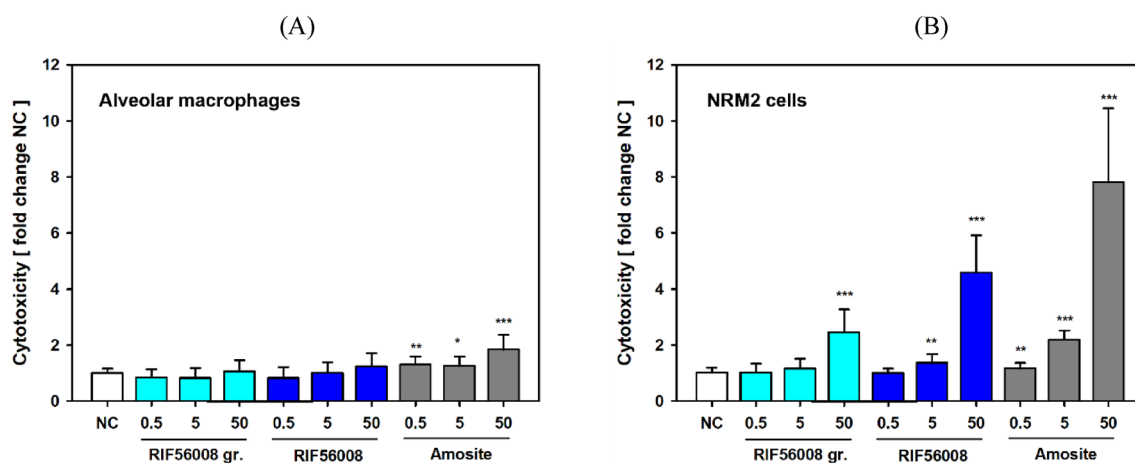 (A)
Cytotoxicity [ fold change NC ]
12
10
8
6
4
2
0
Alveolar macrophages
** * ***
NC 0.5 5 50 0.5 5 50 0.5 5 50
RIF56008 gr. RIF56008 Amosite
(B)
Cytotoxicity [ fold change NC ]
12
10
8
6
4
2
0
NRM2 cells
*** ** *** ** *** ***
NC 0.5 5 50 0.5 5 50 0.5 5 50
RIF56008 gr. RIF56008 Amosite